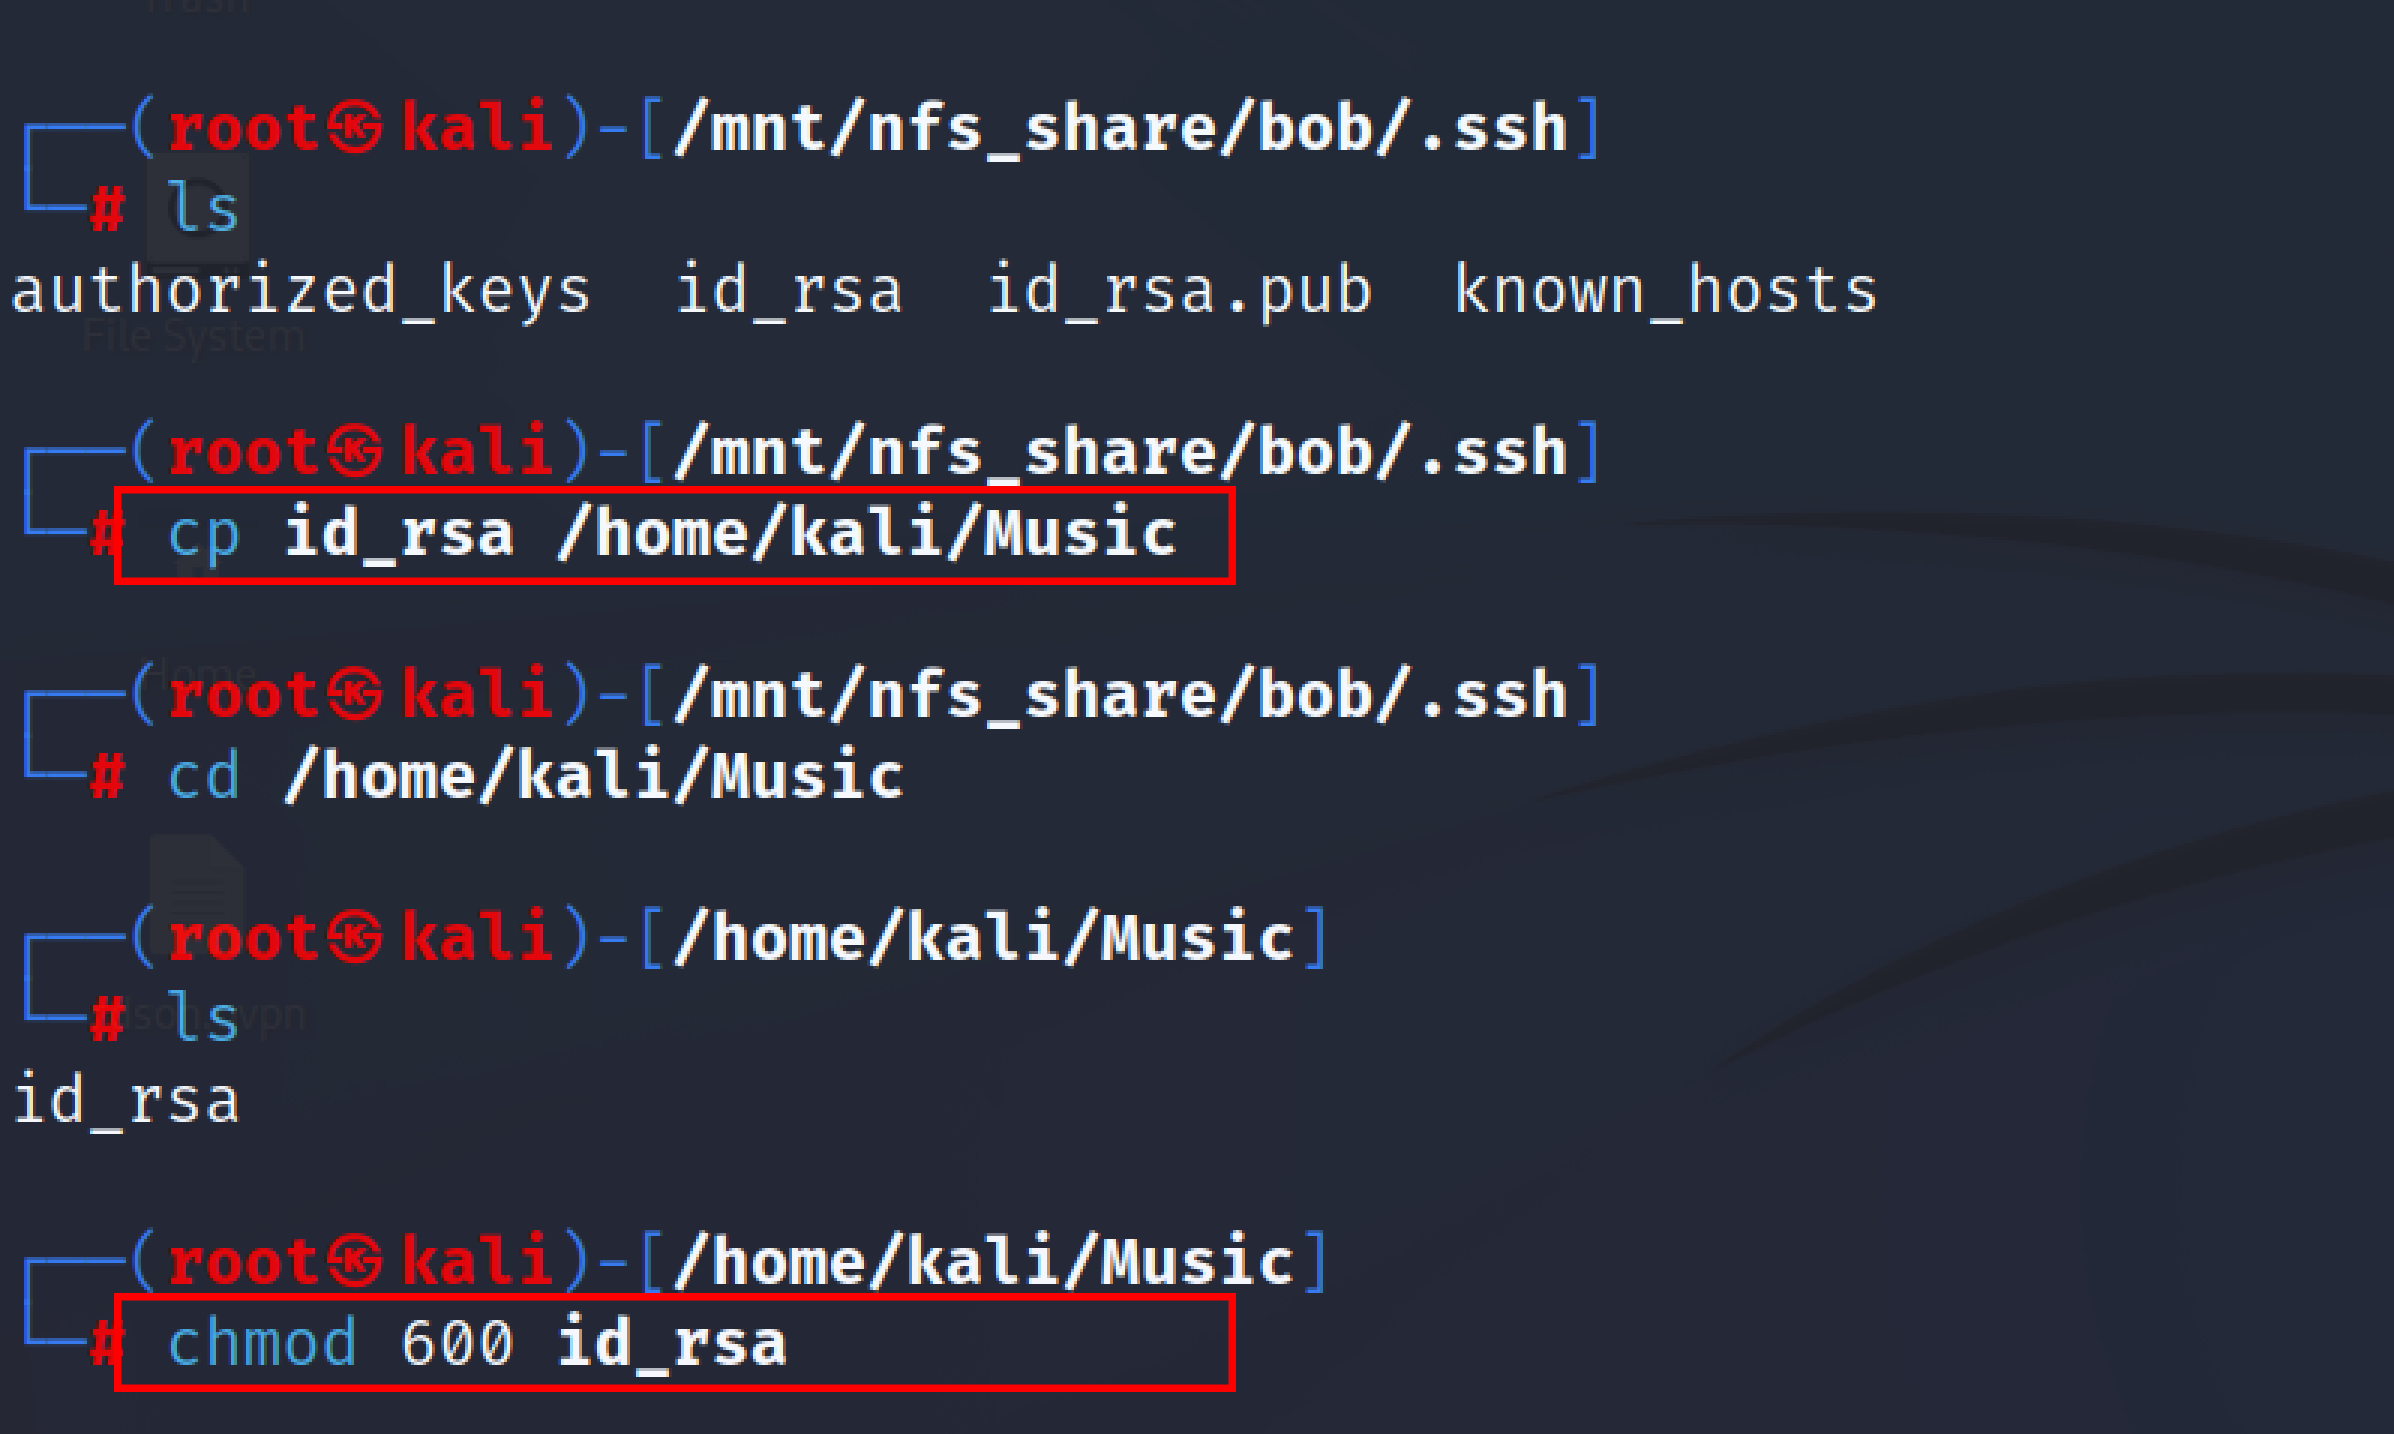 Trash
(root㉿kali)-[/mnt/nfs_share/bob/.ssh]
# ls
authorized_keys  id_rsa  id_rsa.pub  known_hosts
File System
(root㉿kali)-[/mnt/nfs_share/bob/.ssh]
# cp id_rsa /home/kali/Music
Home
(root㉿kali)-[/mnt/nfs_share/bob/.ssh]
# cd /home/kali/Music
(root㉿kali)-[/home/kali/Music]
# ls
id_rsa
(root㉿kali)-[/home/kali/Music]
# chmod 600 id_rsa